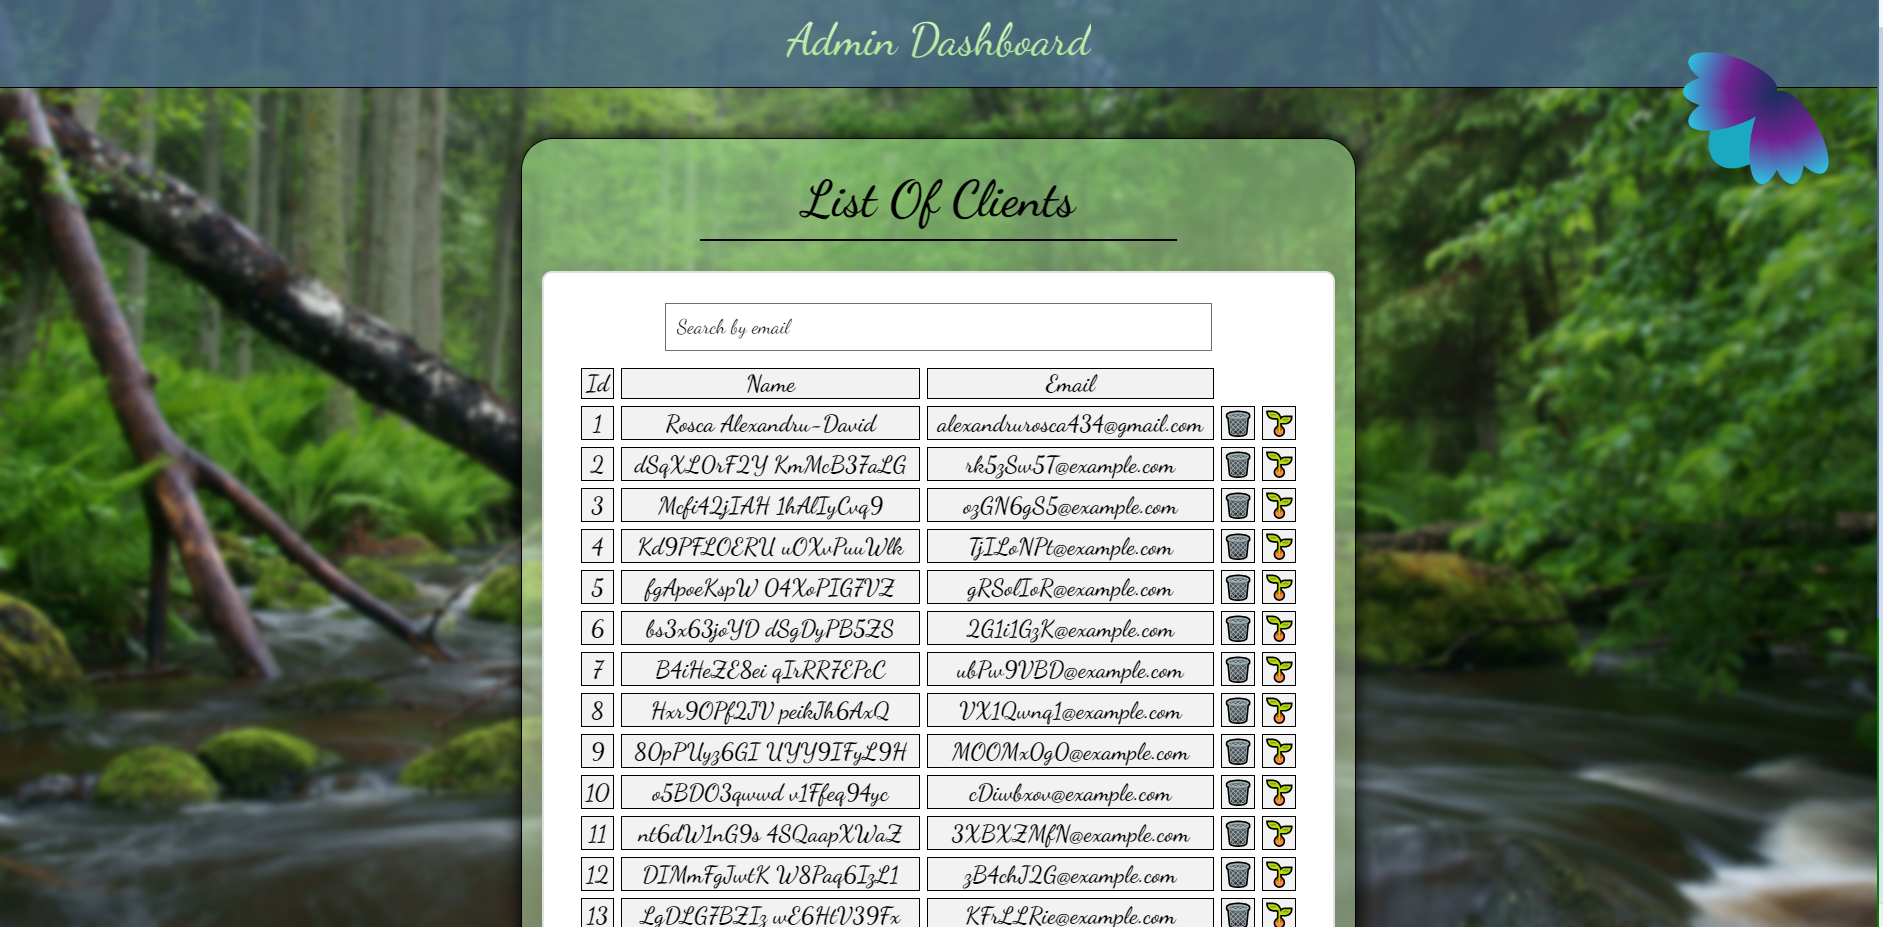 Admin Dashboard
List Of Clients
Search by email
Id Name Email
1 Rosca Alexandru-David alexandrurosca434@gmail.com
2 dSqXLOrF2Y KmMcB37aLG rk5zSw5T@example.com
3 Mcfi42jIAH 1hAlIyCvq9 ozGN6gS5@example.com
4 Kd9PFLOERU uOXvPuuWlk TjILoNPt@example.com
5 fgApoeKspW O4XoPIG7VZ gRSolIoR@example.com
6 bs3x63joYD dSgDyPB5ZS 2G1i1GzK@example.com
7 B4iHeZE8ei qIrRR7EPcC ubPw9VBD@example.com
8 Hxr9OPf2JV peikJh6AxQ VX1Qwnq1@example.com
9 8OpPUyz6GI UYY9IFyL9H MOOMxOgO@example.com
10 o5BDO3qwwd v1Ffeq94yc cDiwbxov@example.com
11 nt6dW1nG9s 4SQaapXWaZ 3XBXZMfN@example.com
12 DIMmFgJwtK W8Paq6IzL1 zB4chJ2G@example.com
13 LgDLG7BZIz wE6HtV39Fx KFrLLRie@example.com